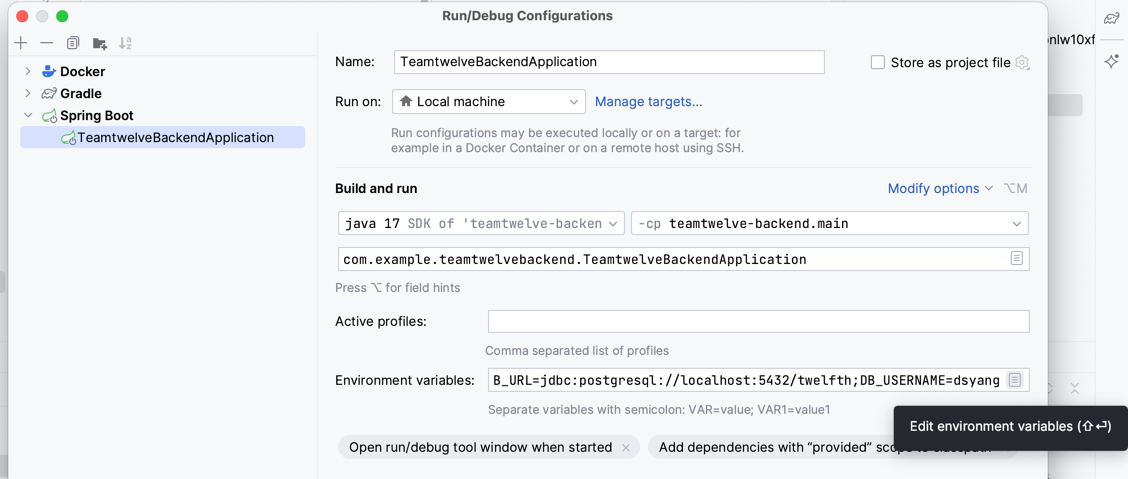 Run/Debug Configurations
Docker
Gradle
Spring Boot
TeamtwelveBackendApplication
Name:
TeamtwelveBackendApplication
Store as project file
Run on:
Local machine
Manage targets...
Run configurations may be executed locally or on a target: for
example in a Docker Container or on a remote host using SSH.
Build and run
Modify options
⌥M
java 17 SDK of 'teamtwelve-backen
-cp teamtwelve-backend.main
com.example.teamtwelvebackend.TeamtwelveBackendApplication
Press ⌥ for field hints
Active profiles:
Comma separated list of profiles
Environment variables:
B_URL=jdbc:postgresql://localhost:5432/twelfth;DB_USERNAME=dsyang
Separate variables with semicolon: VAR=value; VAR1=value1
Edit environment variables (⇧⏎)
Open run/debug tool window when started
Add dependencies with “provided” scope to classpath
nlw10xf